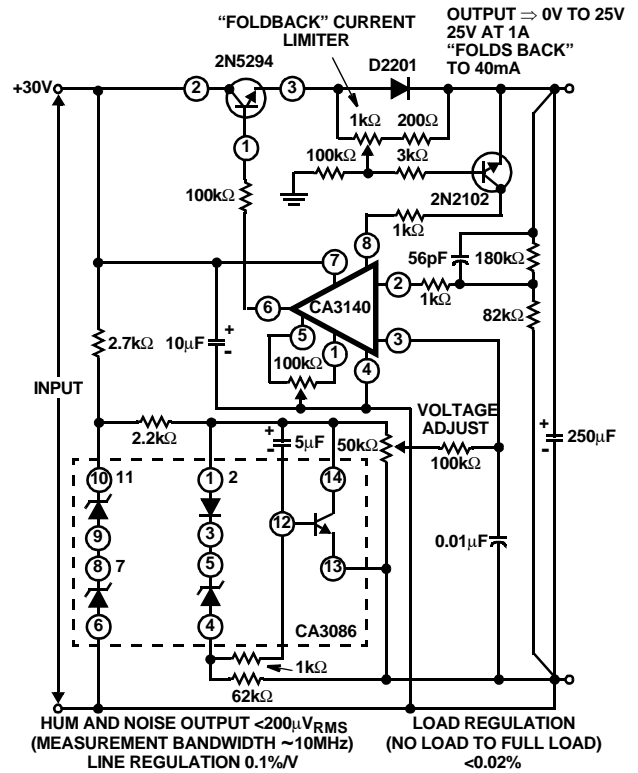 “FOLDBACK” CURRENT
LIMITER
OUTPUT ⇒ 0V TO 25V
25V AT 1A
“FOLDS BACK”
TO 40mA
2N5294
D2201
+30V
2
3
1kΩ
200Ω
1
100kΩ
3kΩ
100kΩ
2N2102
1kΩ
8
7
56pF
180kΩ
2
6
CA3140
1kΩ
5
3
82kΩ
2.7kΩ
10μF
+
-
1
100kΩ
4
INPUT
VOLTAGE
ADJUST
2.2kΩ
+
-
5μF
50kΩ
100kΩ
+
-
250μF
10
11
1
2
14
9
3
12
0.01μF
8
7
5
13
6
4
CA3086
1kΩ
62kΩ
HUM AND NOISE OUTPUT <200μVRMS
(MEASUREMENT BANDWIDTH ~10MHz)
LINE REGULATION 0.1%/V
LOAD REGULATION
(NO LOAD TO FULL LOAD)
<0.02%